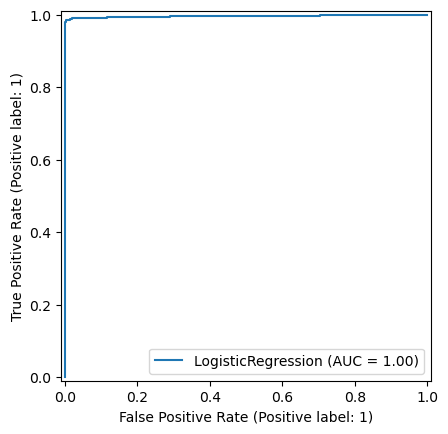 1.0
0.8
0.6
0.4
0.2
0.0
True Positive Rate (Positive label: 1)
LogisticRegression (AUC = 1.00)
0.0 0.2 0.4 0.6 0.8 1.0
False Positive Rate (Positive label: 1)